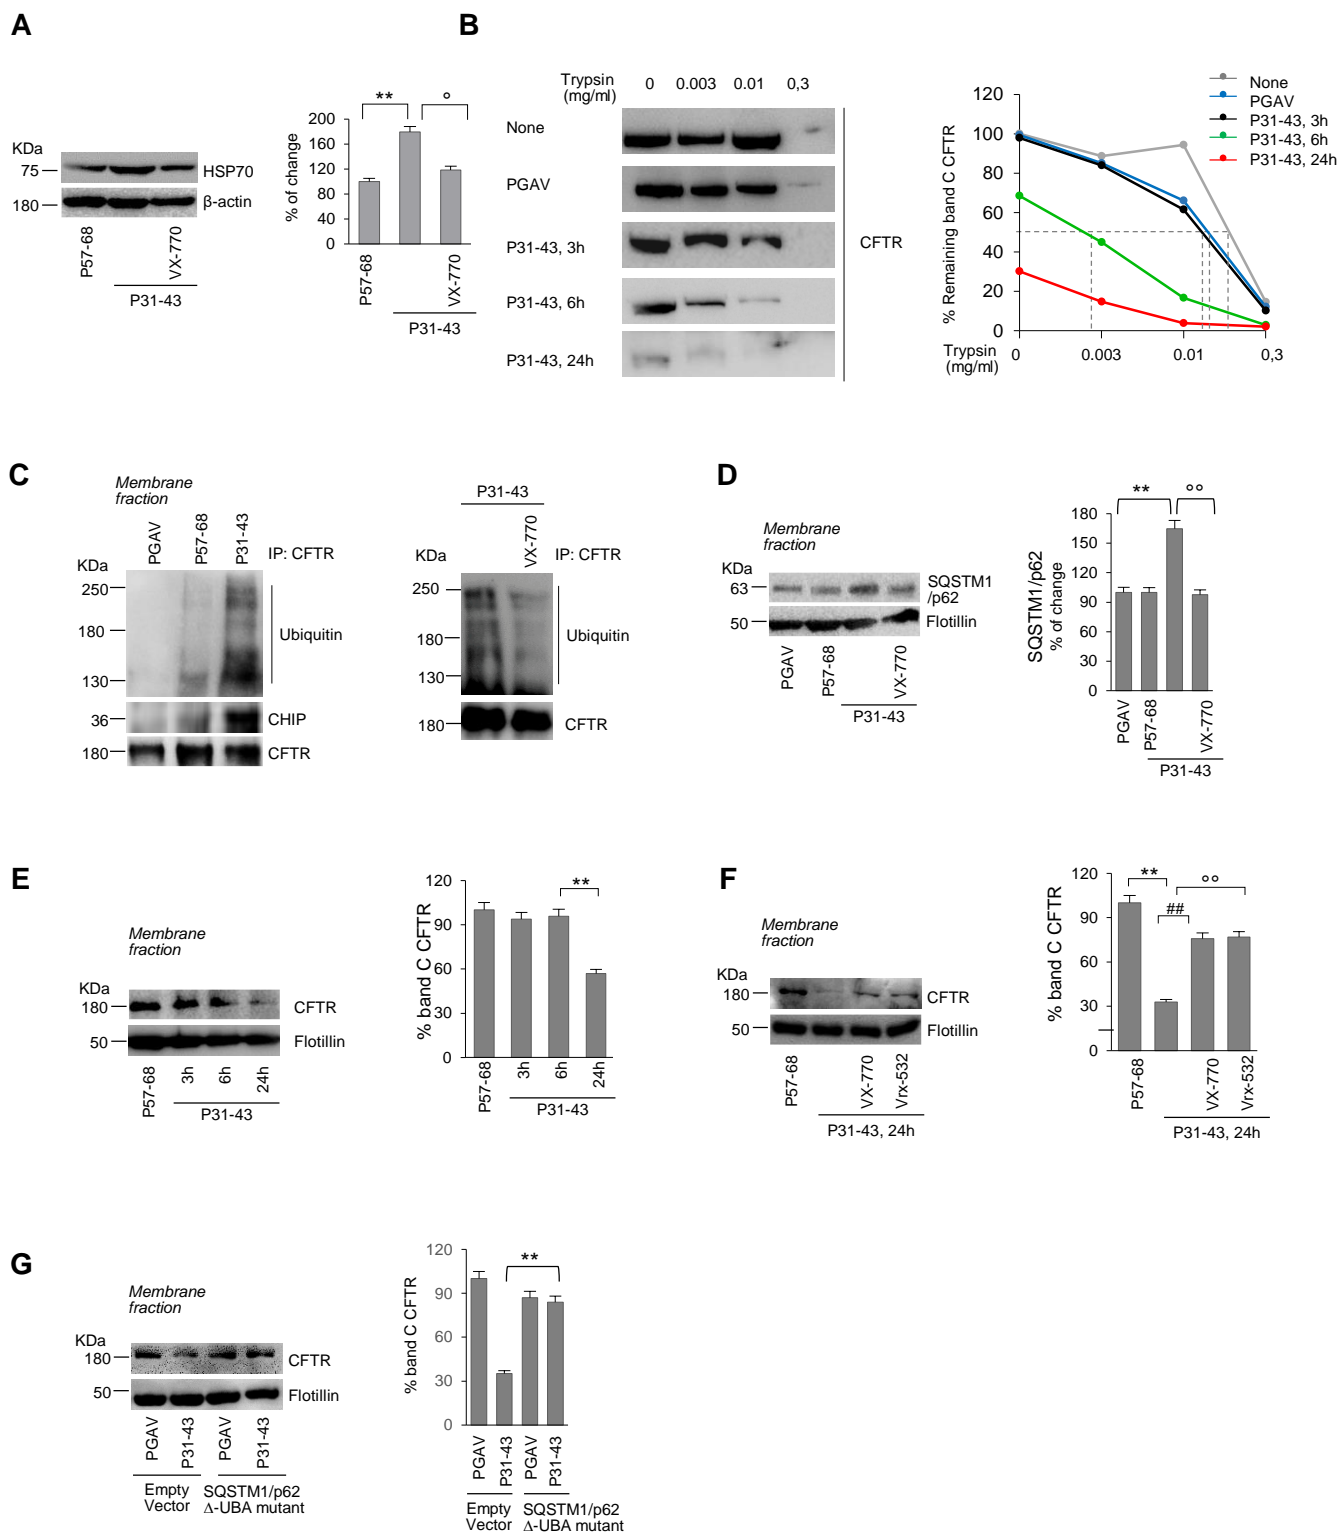 A
KDa
75
180
HSP70
β-actin
P57-68
VX-770
P31-43
% of change
200
160
120
80
40
0
**
°
P57-68
VX-770
P31-43
B
Trypsin
(mg/ml)
0 0.003 0.01 0,3
None
PGAV
P31-43, 3h
P31-43, 6h
P31-43, 24h
CFTR
% Remaining band C CFTR
120
100
80
60
40
20
0
Trypsin
(mg/ml)
0 0.003 0.01 0,3
None
PGAV
P31-43, 3h
P31-43, 6h
P31-43, 24h
C
Membrane
fraction
PGAV
P57-68
P31-43
IP: CFTR
KDa
250
180
130
36
180
Ubiquitin
CHIP
CFTR
P31-43
VX-770
KDa
IP: CFTR
250
180
130
180
Ubiquitin
CFTR
D
Membrane
fraction
KDa
63
50
SQSTM1
/p62
Flotillin
PGAV
P57-68
VX-770
P31-43
SQSTM1/p62
% of change
180
150
120
90
60
30
0
**
°°
PGAV
P57-68
VX-770
P31-43
E
Membrane
fraction
KDa
180
50
CFTR
Flotillin
P57-68
3h
6h
24h
P31-43
% band C CFTR
120
90
60
30
0
**
P57-68
3h
6h
24h
P31-43
F
Membrane
fraction
KDa
180
50
CFTR
Flotillin
P57-68
VX-770
Vrx-532
P31-43, 24h
% band C CFTR
120
90
60
30
0
**
°°
##
P57-68
VX-770
Vrx-532
P31-43, 24h
G
Membrane
fraction
KDa
180
50
CFTR
Flotillin
PGAV
P31-43
PGAV
P31-43
Empty
Vector
SQSTM1/p62
Δ-UBA mutant
% band C CFTR
120
90
60
30
0
**
PGAV
P31-43
PGAV
P31-43
Empty
Vector
SQSTM1/p62
Δ-UBA mutant